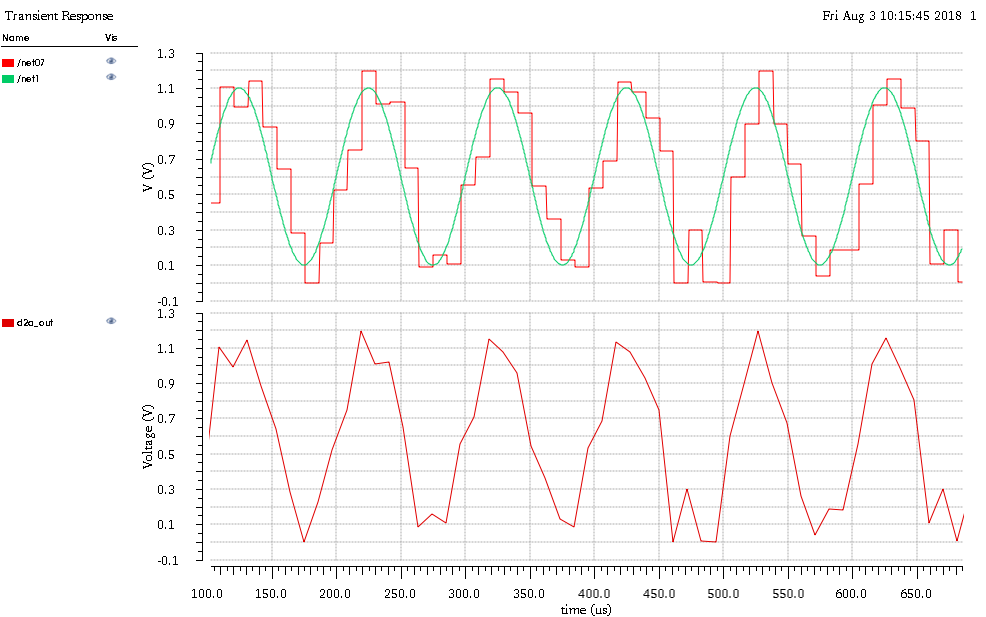 Transient Response
Fri Aug 3 10:15:45 2018 1
Name Vis
/net07
/net1
1.3
1.1
0.9
0.7
0.5
0.3
0.1
-0.1
V (V)
d2a_out
1.3
1.1
0.9
0.7
0.5
0.3
0.1
-0.1
Voltage (V)
100.0 150.0 200.0 250.0 300.0 350.0 400.0 450.0 500.0 550.0 600.0 650.0
time (us)